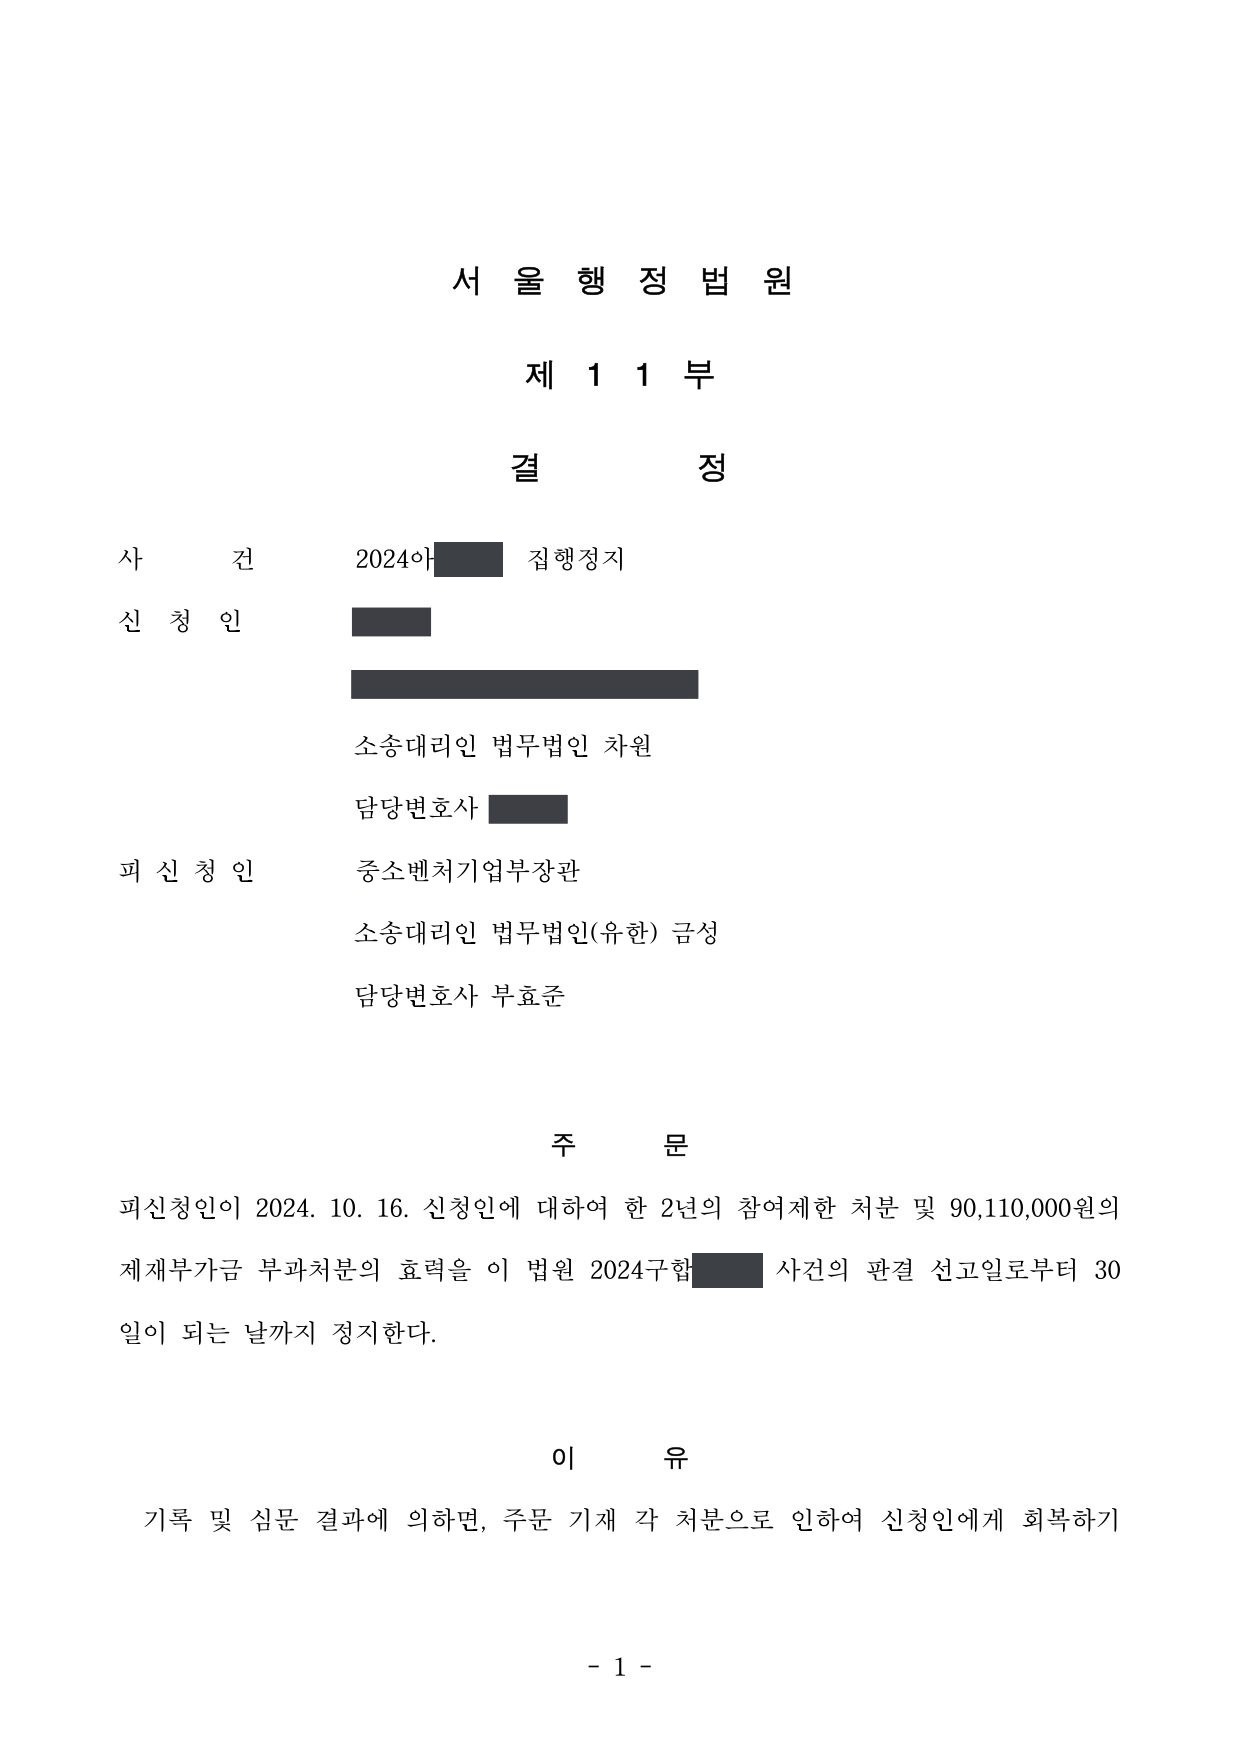 서 울 행 정 법 원
제 1 1 부
결 정
사 건 2024아 집행정지
신 청 인
소송대리인 법무법인 차원
담당변호사
피 신 청 인 중소벤처기업부장관
소송대리인 법무법인(유한) 금성
담당변호사 부효준
주 문
피신청인이 2024. 10. 16. 신청인에 대하여 한 2년의 참여제한 처분 및 90,110,000원의
제재부가금 부과처분의 효력을 이 법원 2024구합 사건의 판결 선고일로부터 30
일이 되는 날까지 정지한다.
이 유
기록 및 심문 결과에 의하면, 주문 기재 각 처분으로 인하여 신청인에게 회복하기
- 1 -